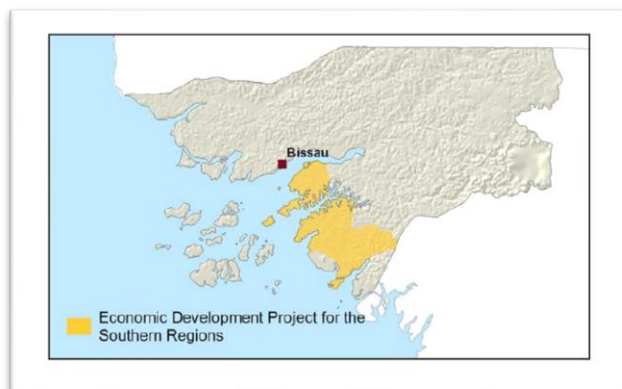 Bissau
Economic Development Project for the
Southern Regions